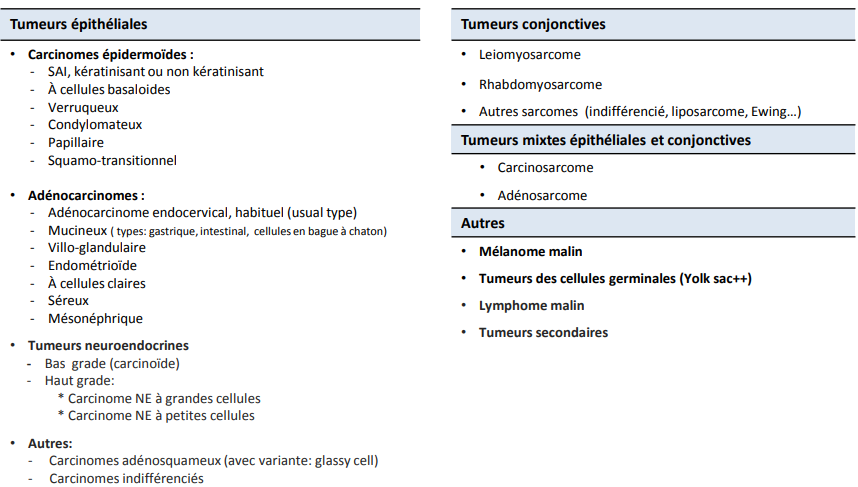 Tumeurs épithéliales
• Carcinomes épidermoïdes :
- SAI, kératinisant ou non kératinisant
- À cellules basaloides
- Verruqueux
- Condylomateux
- Papillaire
- Squamo-transitionnel
• Adénocarcinomes :
- Adénocarcinome endocervical, habituel (usual type)
- Mucineux ( types: gastrique, intestinal, cellules en bague à chaton)
- Villo-glandulaire
- Endométrioïde
- À cellules claires
- Séreux
- Mésonéphrique
• Tumeurs neuroendocrines
- Bas grade (carcinoïde)
- Haut grade:
* Carcinome NE à grandes cellules
* Carcinome NE à petites cellules
• Autres:
- Carcinomes adénosquameux (avec variante: glassy cell)
- Carcinomes indifférenciés
Tumeurs conjonctives
• Leiomyosarcome
• Rhabdomyosarcome
• Autres sarcomes (indifférencié, liposarcome, Ewing…)
Tumeurs mixtes épithéliales et conjonctives
• Carcinosarcome
• Adénosarcome
Autres
• Mélanome malin
• Tumeurs des cellules germinales (Yolk sac++)
• Lymphome malin
• Tumeurs secondaires